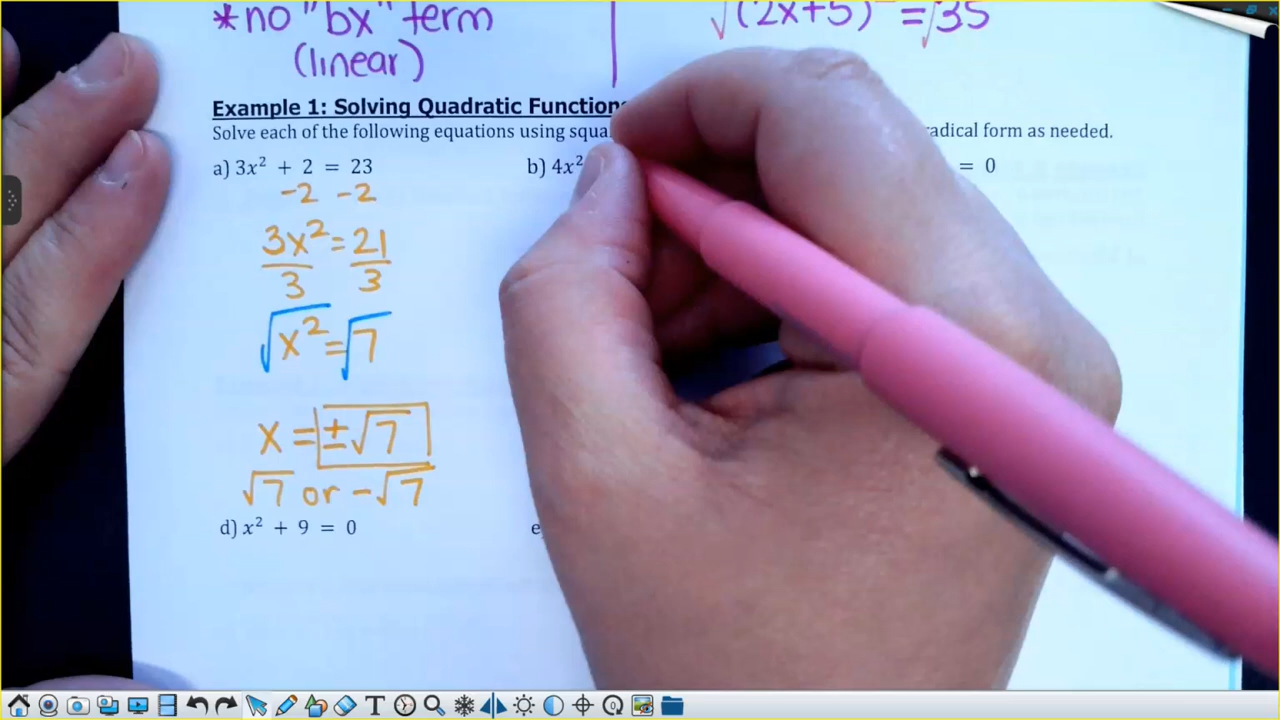 *no "bx" term
(linear)
√(2x+5) = √35
Example 1: Solving Quadratic
Solve each of the following equations using radical form as needed.
a) 3x² + 2 = 23
b) 4x²
= 0
-2 -2
3x² = 21
3 3
√x² = √7
x = ±√7
√7 or -√7
d) x² + 9 = 0